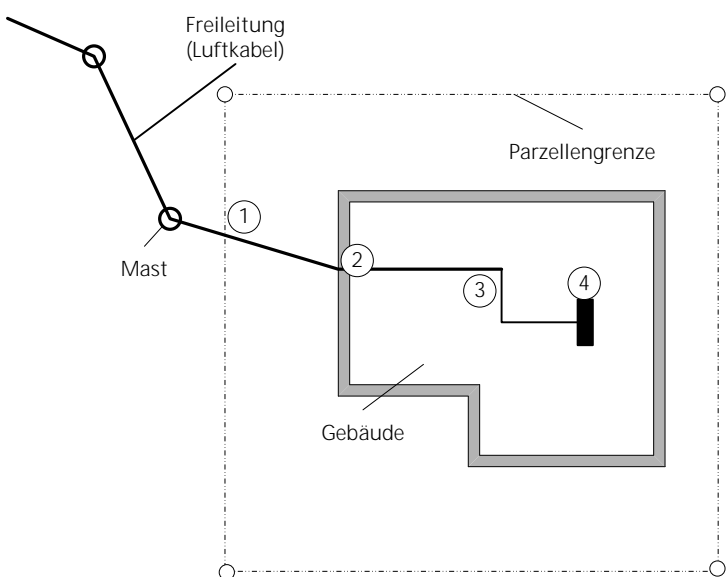 Freileitung
(Luftkabel)
Parzellengrenze
1
Mast
2
3
4
Gebäude